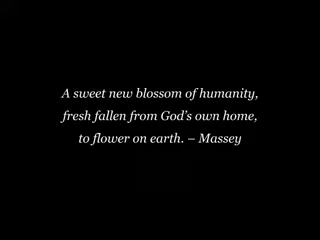 A sweet new blossom of humanity,
fresh fallen from God’s own home,
to flower on earth. – Massey